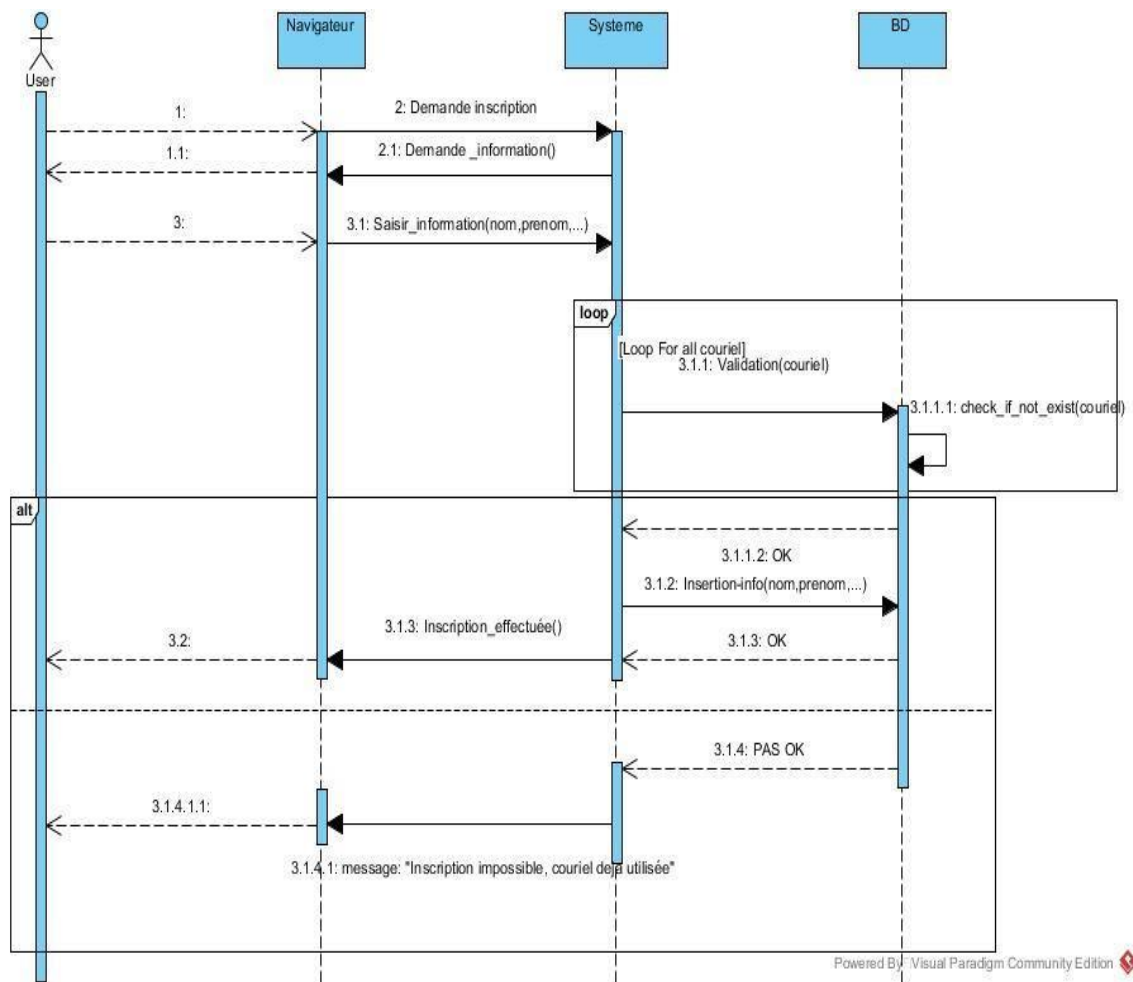 Navigateur
Systeme
BD
User
1:
2: Demande inscription
1.1:
2.1: Demande _information()
3:
3.1: Saisir_information(nom,prenom,...)
loop
[Loop For all couriel]
3.1.1: Validation(couriel)
3.1.1.1: check_if_not_exist(couriel)
alt
3.1.1.2: OK
3.1.2: Insertion-info(nom,prenom,...)
3.1.3: Inscription_effectuée()
3.2:
3.1.3: OK
3.1.4: PAS OK
3.1.4.1.1:
3.1.4.1: message: "Inscription impossible, couriel deja utilisée"
Powered By Visual Paradigm Community Edition